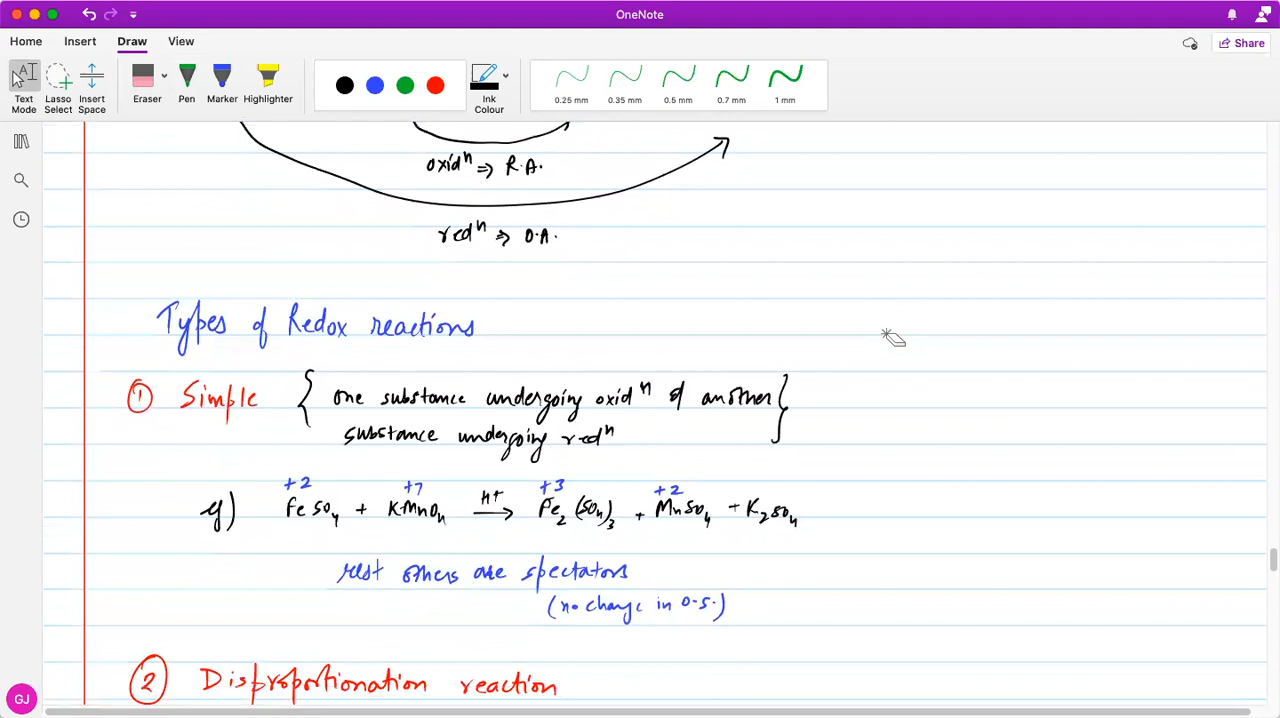 OneNote
Home Insert Draw View
Share
Text Mode
Lasso Select
Insert Space
Eraser
Pen
Marker
Highlighter
Ink Colour
0.25 mm 0.35 mm 0.5 mm 0.7 mm 1 mm
oxidⁿ ⇒ R.A.
redⁿ ⇒ O.A.
Types of Redox reactions
① Simple { one substance undergoing oxidⁿ & another
substance undergoing redⁿ }
+2 +7 +3 +2
eg) FeSO₄ + KMnO₄ H+ → Fe₂(SO₄)₃ + MnSO₄ + K₂SO₄
rest others are spectators
(no change in O.S.)
② Disproportionation reaction
GJ